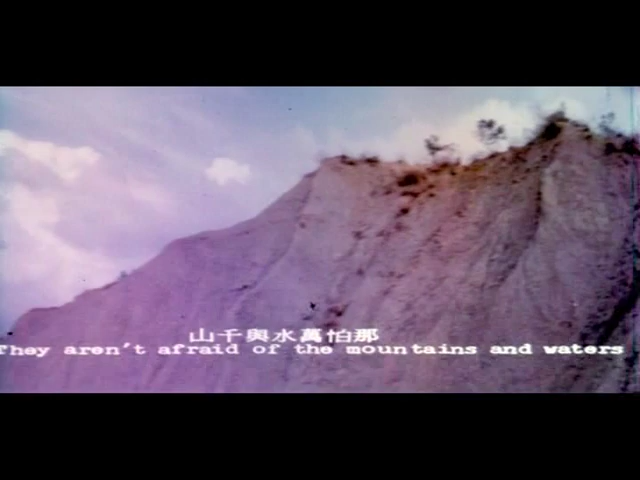 那怕萬水與千山
They aren't afraid of the mountains and waters